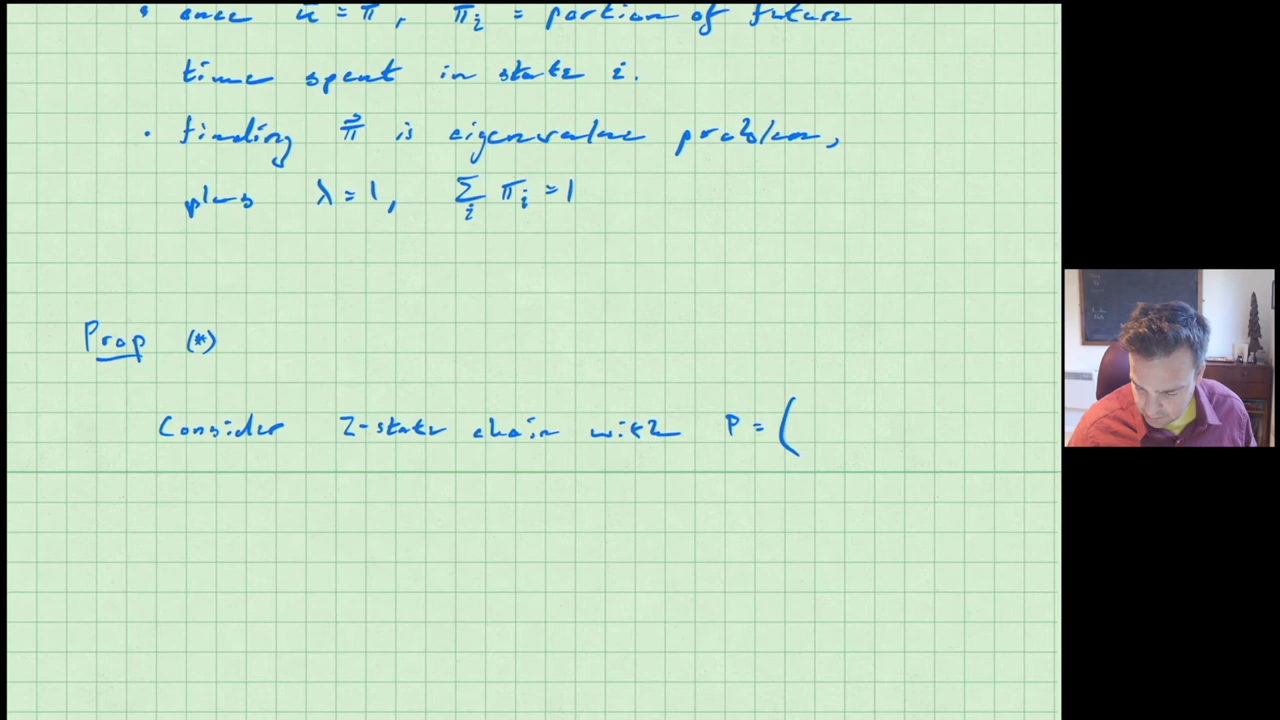 • once ū = π, πᵢ = portion of future
time spent in state i.
• finding π⃗ is eigenvalue problem,
plus λ = 1, ∑ᵢ πᵢ = 1
Prop (*)
Consider 2-state chain with P = (